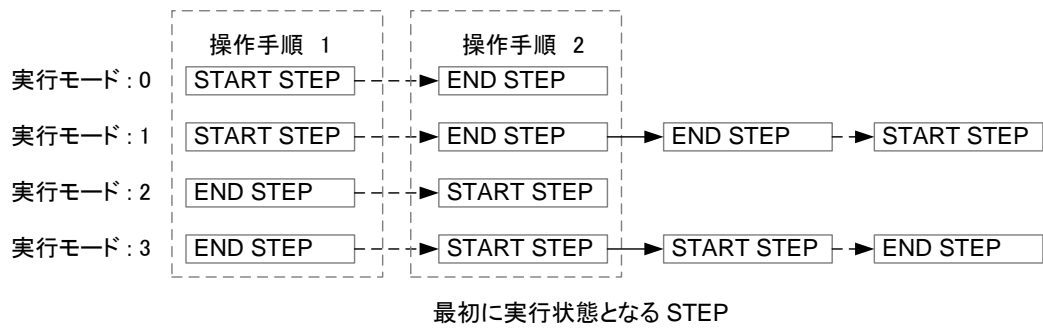 操作手順 1 操作手順 2
実行モード : 0 START STEP END STEP
実行モード : 1 START STEP END STEP END STEP START STEP
実行モード : 2 END STEP START STEP
実行モード : 3 END STEP START STEP START STEP END STEP
最初に実行状態となる STEP